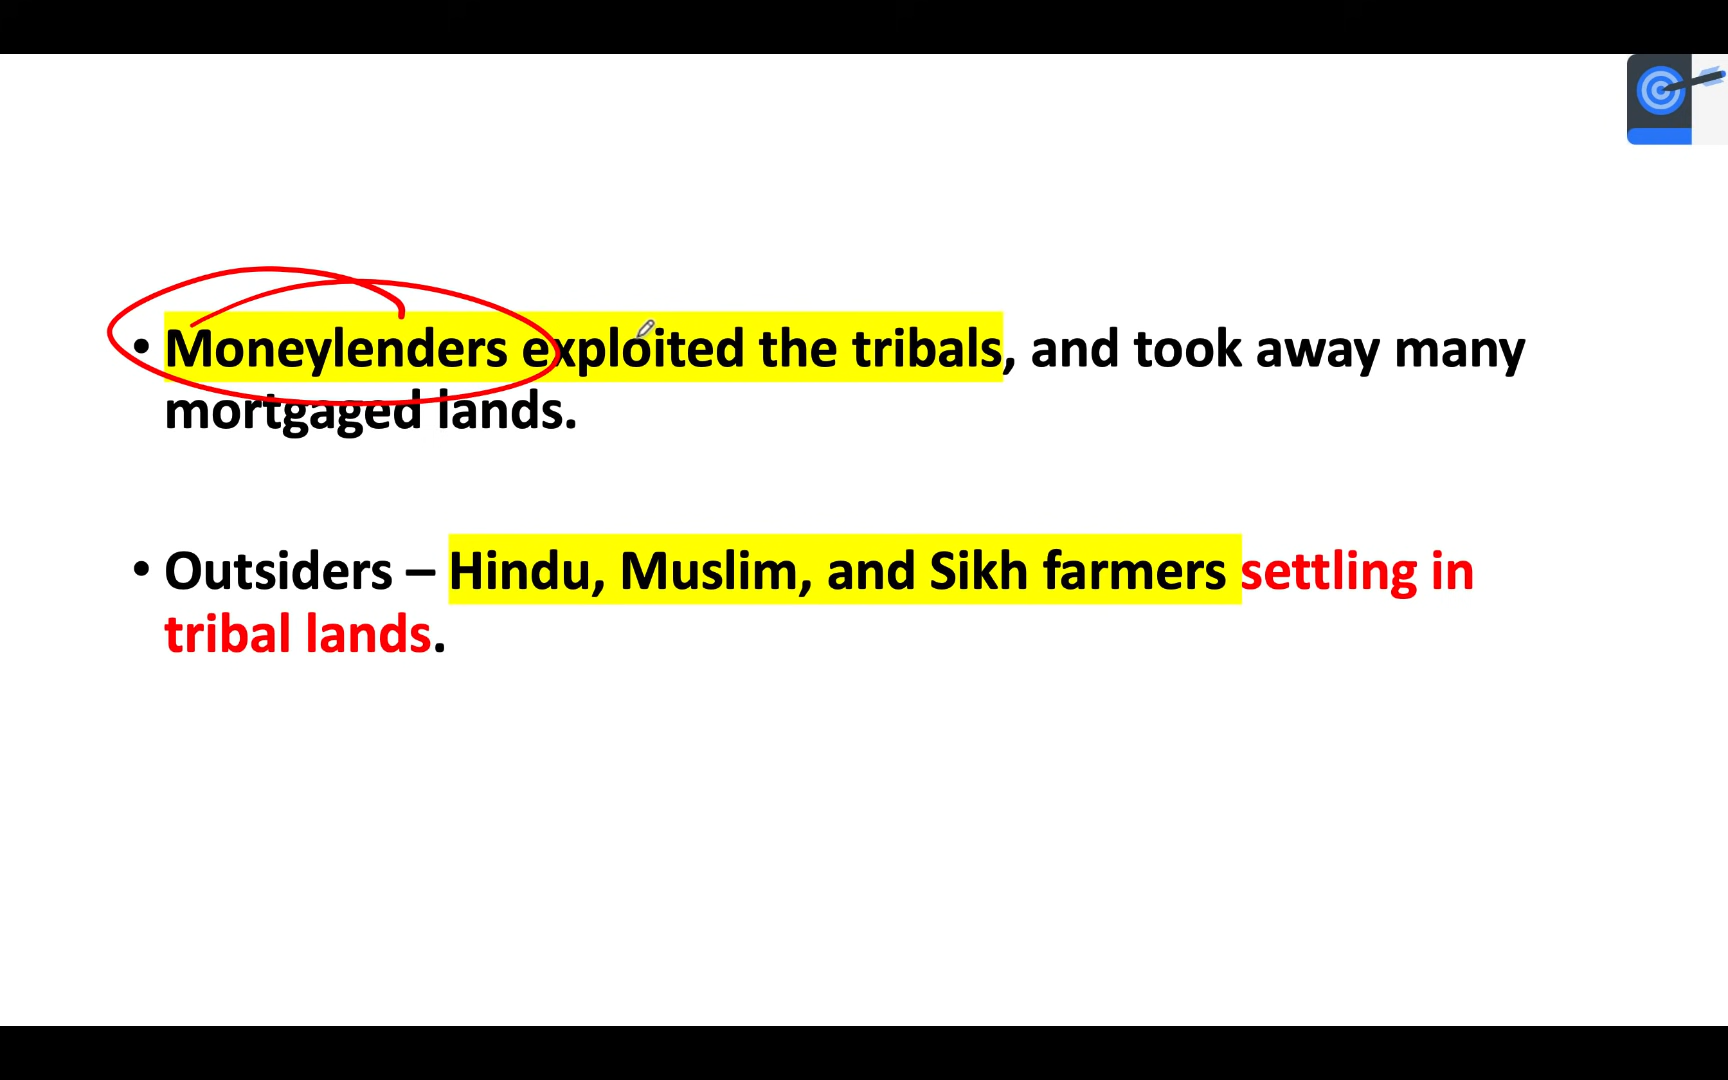 • Moneylenders exploited the tribals, and took away many
mortgaged lands.
• Outsiders – Hindu, Muslim, and Sikh farmers settling in
tribal lands.